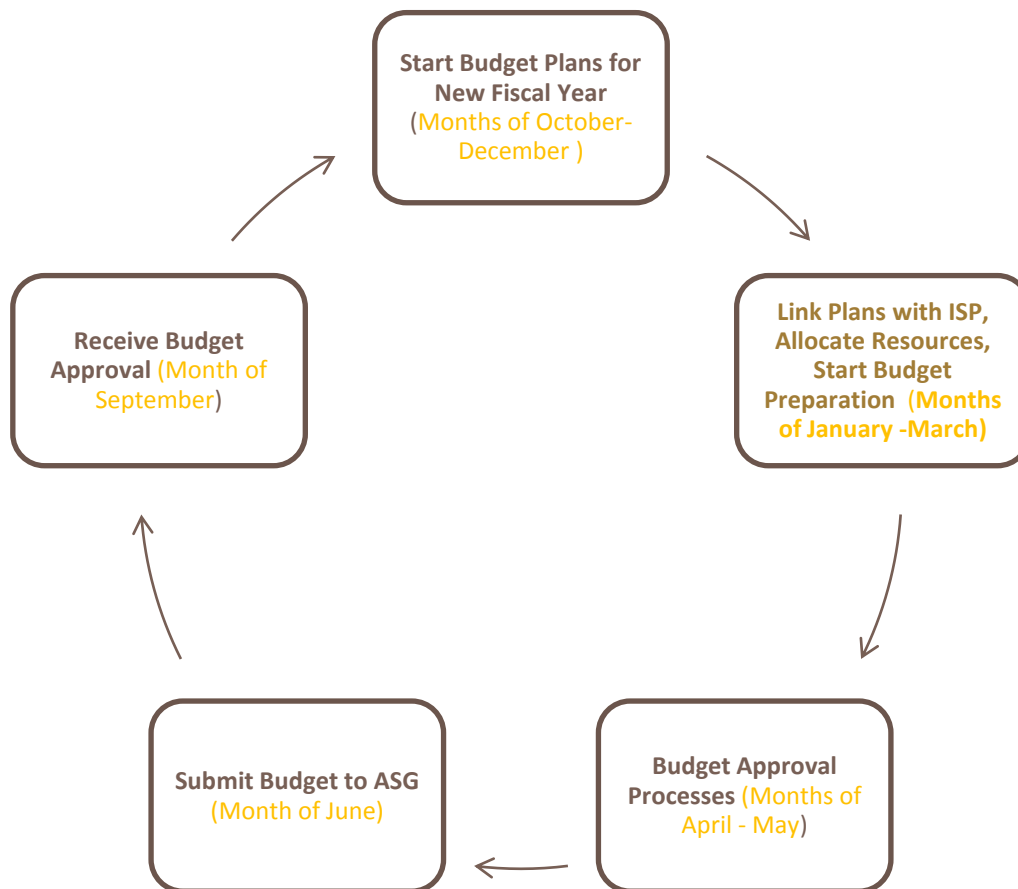 Start Budget Plans for
New Fiscal Year
(Months of October-
December )
Link Plans with ISP,
Allocate Resources,
Start Budget
Preparation (Months
of January -March)
Budget Approval
Processes (Months of
April - May)
Submit Budget to ASG
(Month of June)
Receive Budget
Approval (Month of
September)